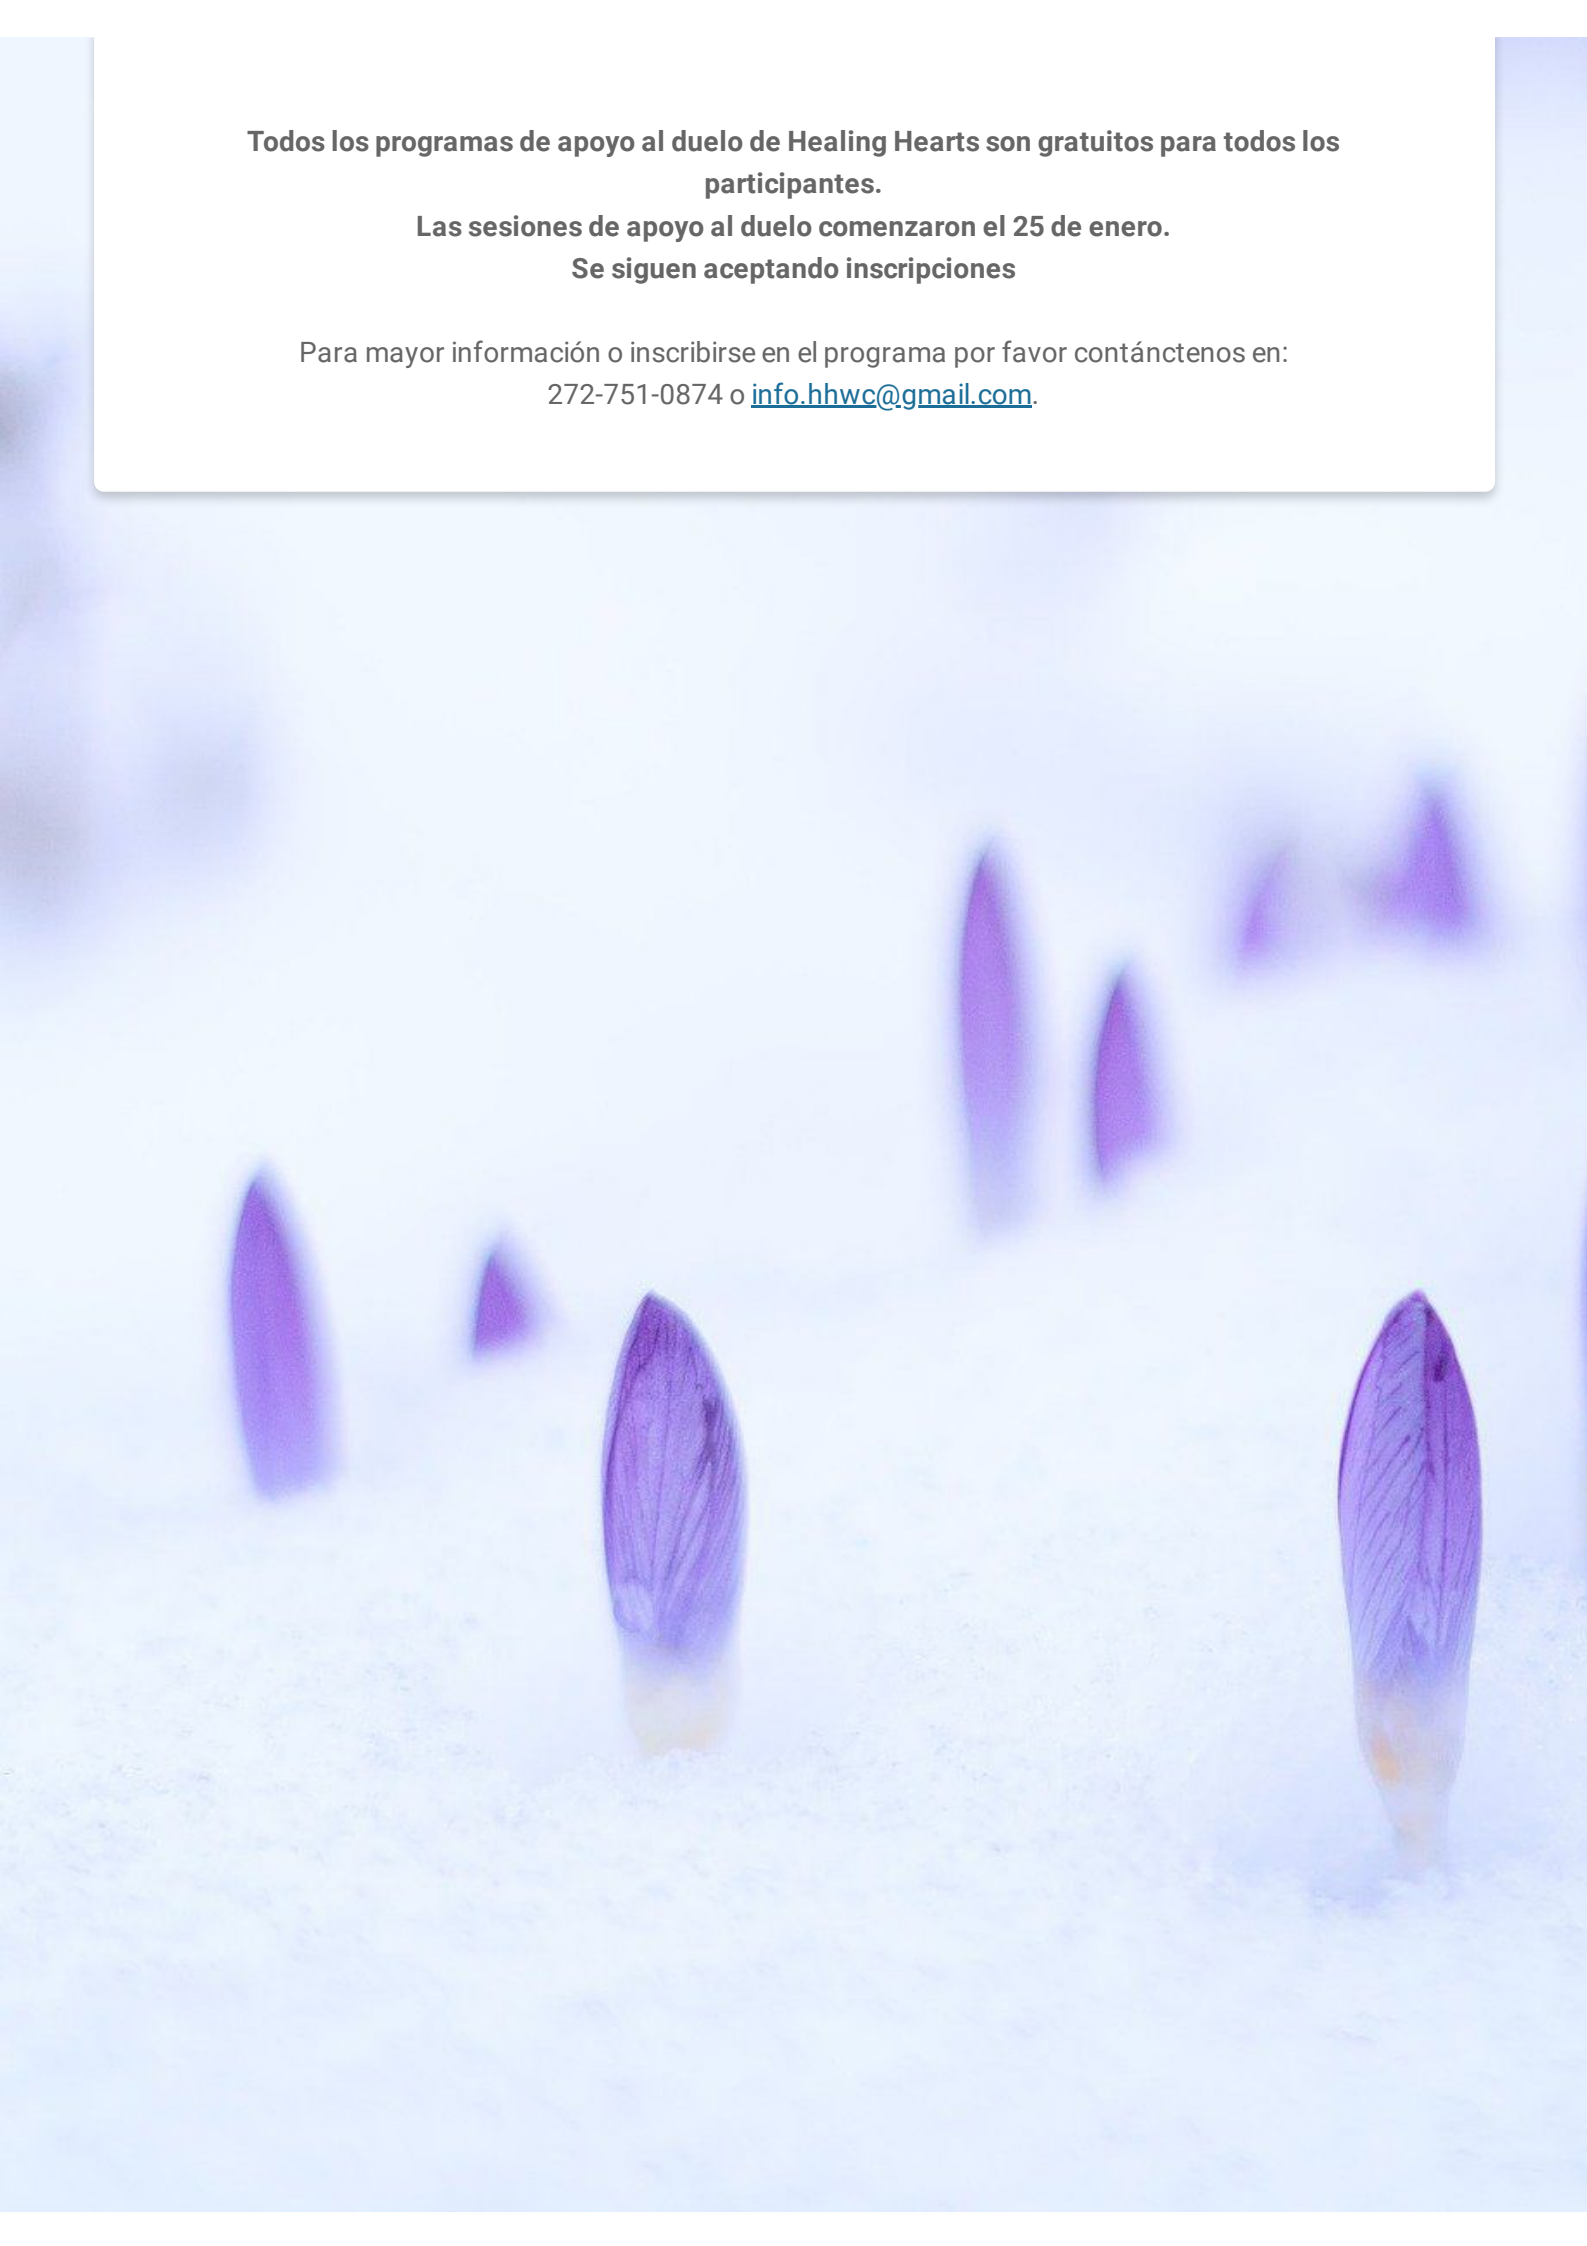 Todos los programas de apoyo al duelo de Healing Hearts son gratuitos para todos los
participantes.
Las sesiones de apoyo al duelo comenzaron el 25 de enero.
Se siguen aceptando inscripciones
Para mayor información o inscribirse en el programa por favor contánctenos en:
272-751-0874 o info.hhwc@gmail.com.